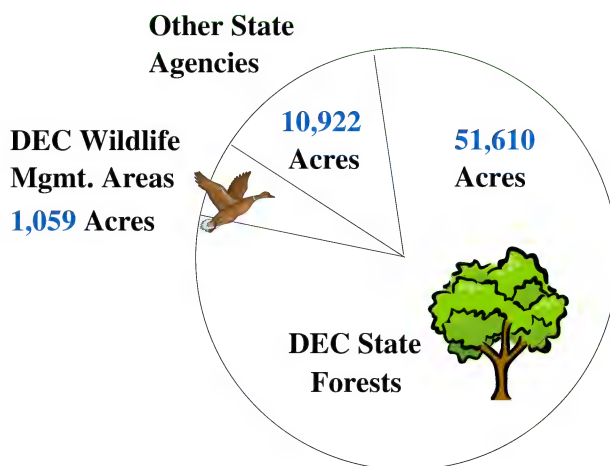 Other State
Agencies
10,922
Acres
51,610
Acres
DEC Wildlife
Mgmt. Areas
1,059 Acres
DEC State
Forests